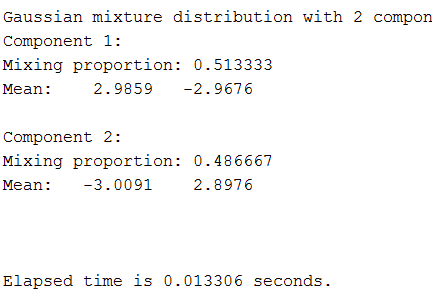 Gaussian mixture distribution with 2 compon
Component 1:
Mixing proportion: 0.513333
Mean:    2.9859   -2.9676
Component 2:
Mixing proportion: 0.486667
Mean:   -3.0091    2.8976
Elapsed time is 0.013306 seconds.